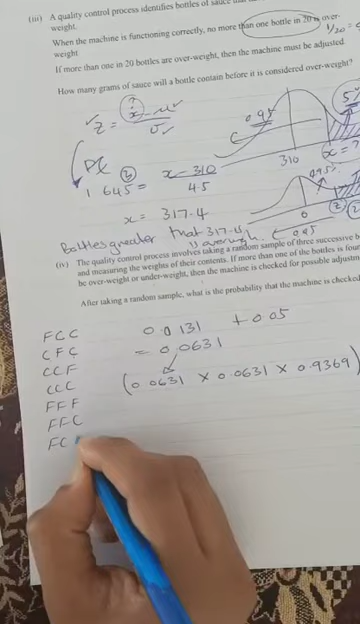 (iii) A quality control process identifies bottles of sauce that
weight.
When the machine is functioning correctly, no more than one bottle in 20 is over-
weight.
1/20 =
If more than one in 20 bottles are over-weight, then the machine must be adjusted.
How many grams of sauce will a bottle contain before it is considered over-weight?
0.95
5%
310
x = ?
1.645 = x - 310
4.5
x = 317.4
0
0.95
Bottles greater that 317.4
(iv) The quality control process involves taking a random sample of three successive b
and measuring the weights of their contents. If more than one of the bottles is foun
be over-weight or under-weight, then the machine is checked for possible adjustm
After taking a random sample, what is the probability that the machine is checked
FCC
CFC
CCF
CCC
FFF
FFC
FC
0.0131 + 0.05
= 0.0631
(0.0631 x 0.0631 x 0.9369)